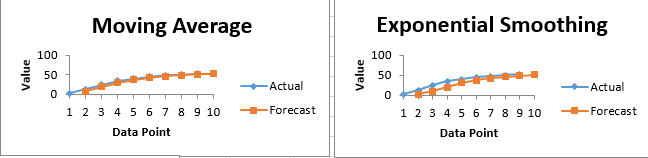 Moving Average
100
50
0
Value
1 2 3 4 5 6 7 8 9 10
Data Point
Actual
Forecast
Exponential Smoothing
100
50
0
Value
1 2 3 4 5 6 7 8 9 10
Data Point
Actual
Forecast